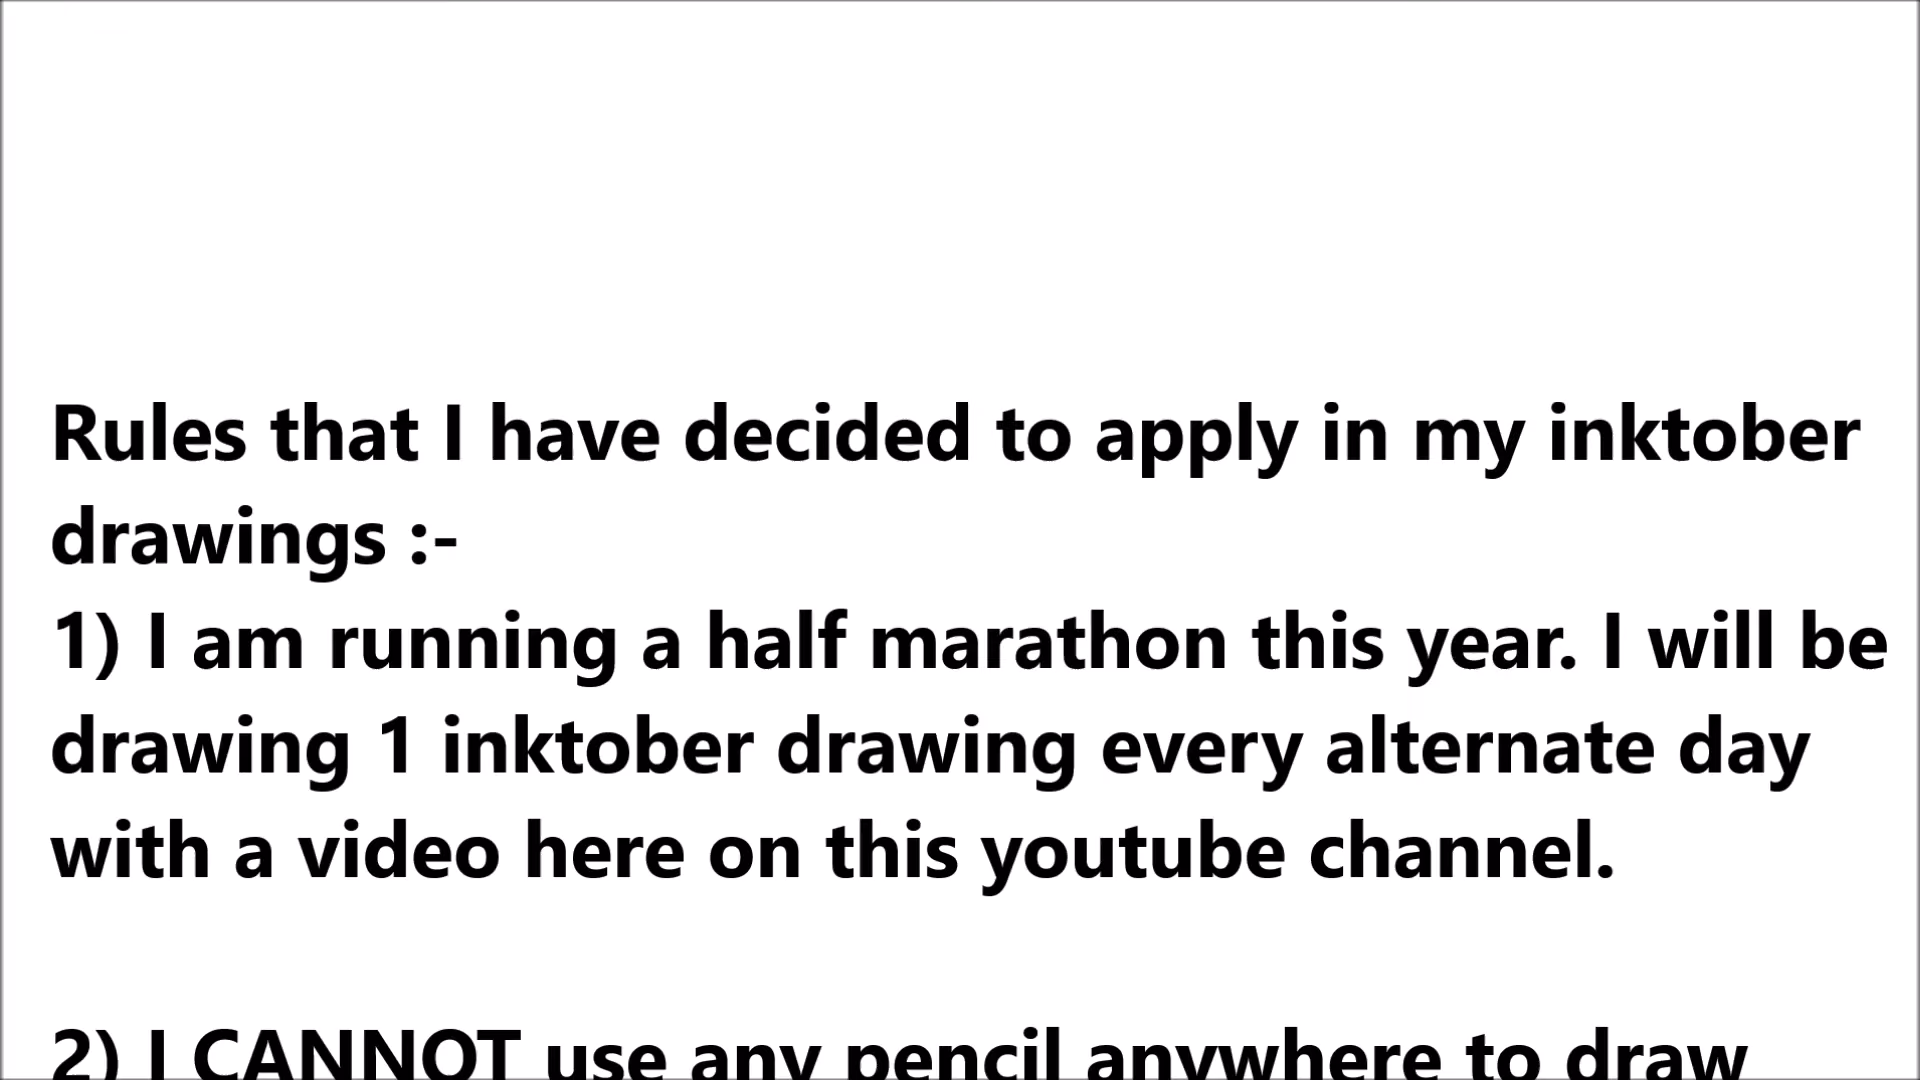 Rules that I have decided to apply in my inktober
drawings :-
1) I am running a half marathon this year. I will be
drawing 1 inktober drawing every alternate day
with a video here on this youtube channel.
2) I CANNOT use any pencil anywhere to draw